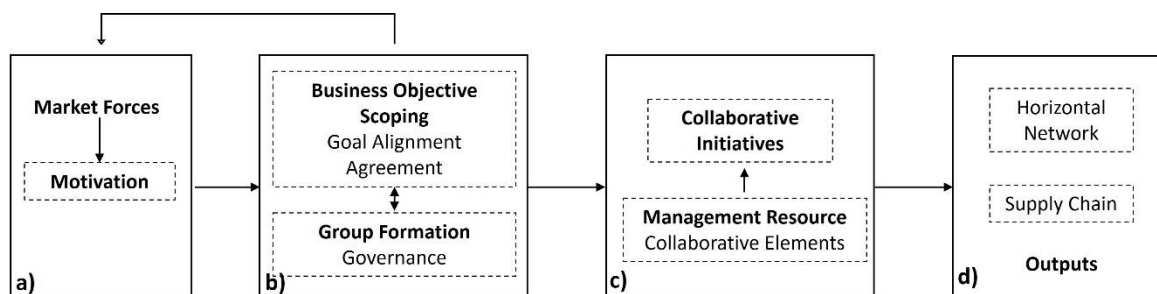 Market Forces
Motivation
a)
Business Objective
Scoping
Goal Alignment
Agreement
Group Formation
Governance
b)
Collaborative
Initiatives
Management Resource
Collaborative Elements
c)
Horizontal
Network
Supply Chain
Outputs
d)